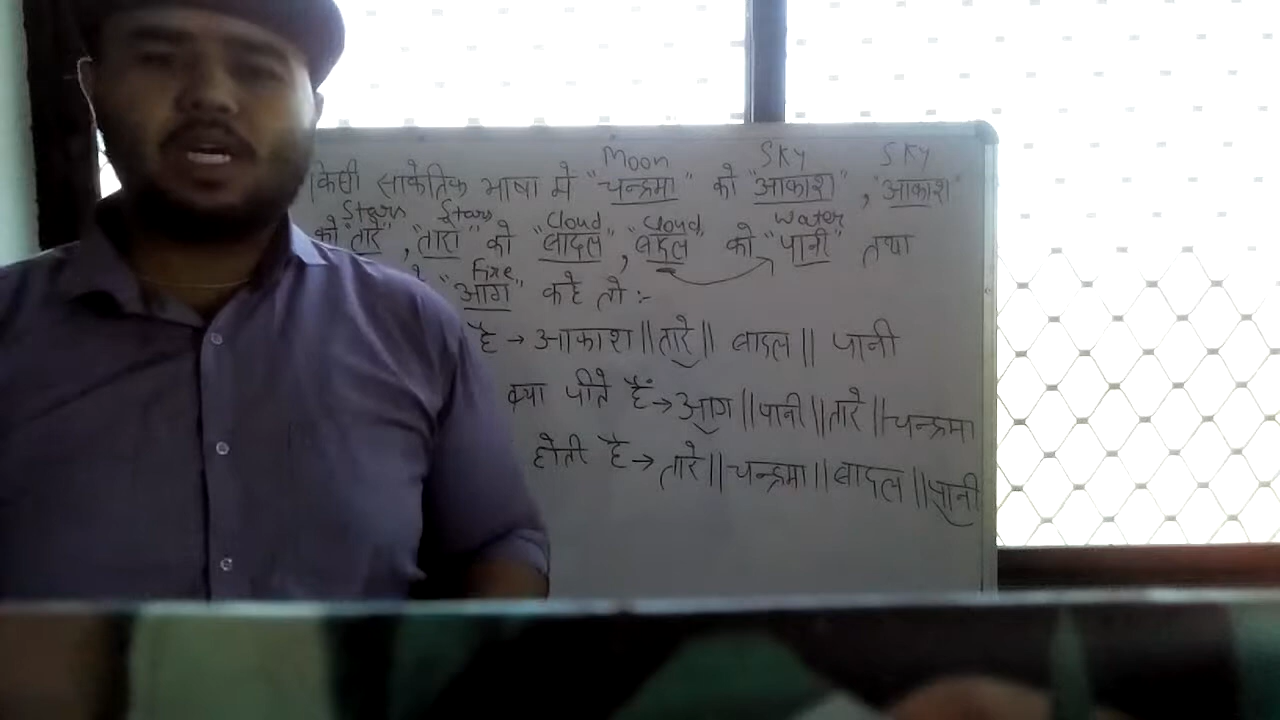 Moon SKY SKY
किसी सांकेतिक भाषा में "चन्द्रमा" को "आकाश", "आकाश"
Stars Stars Cloud Cloud Water
को "तारे", "तारों" को "बादल", "बादल" को "पानी" तथा
Fire
"आग" कहे तो :-
है → आकाश || तारे || बादल || पानी
क्या पीते हैं → आग || पानी || तारे || चन्द्रमा
होती है → तारे || चन्द्रमा || बादल || पानी